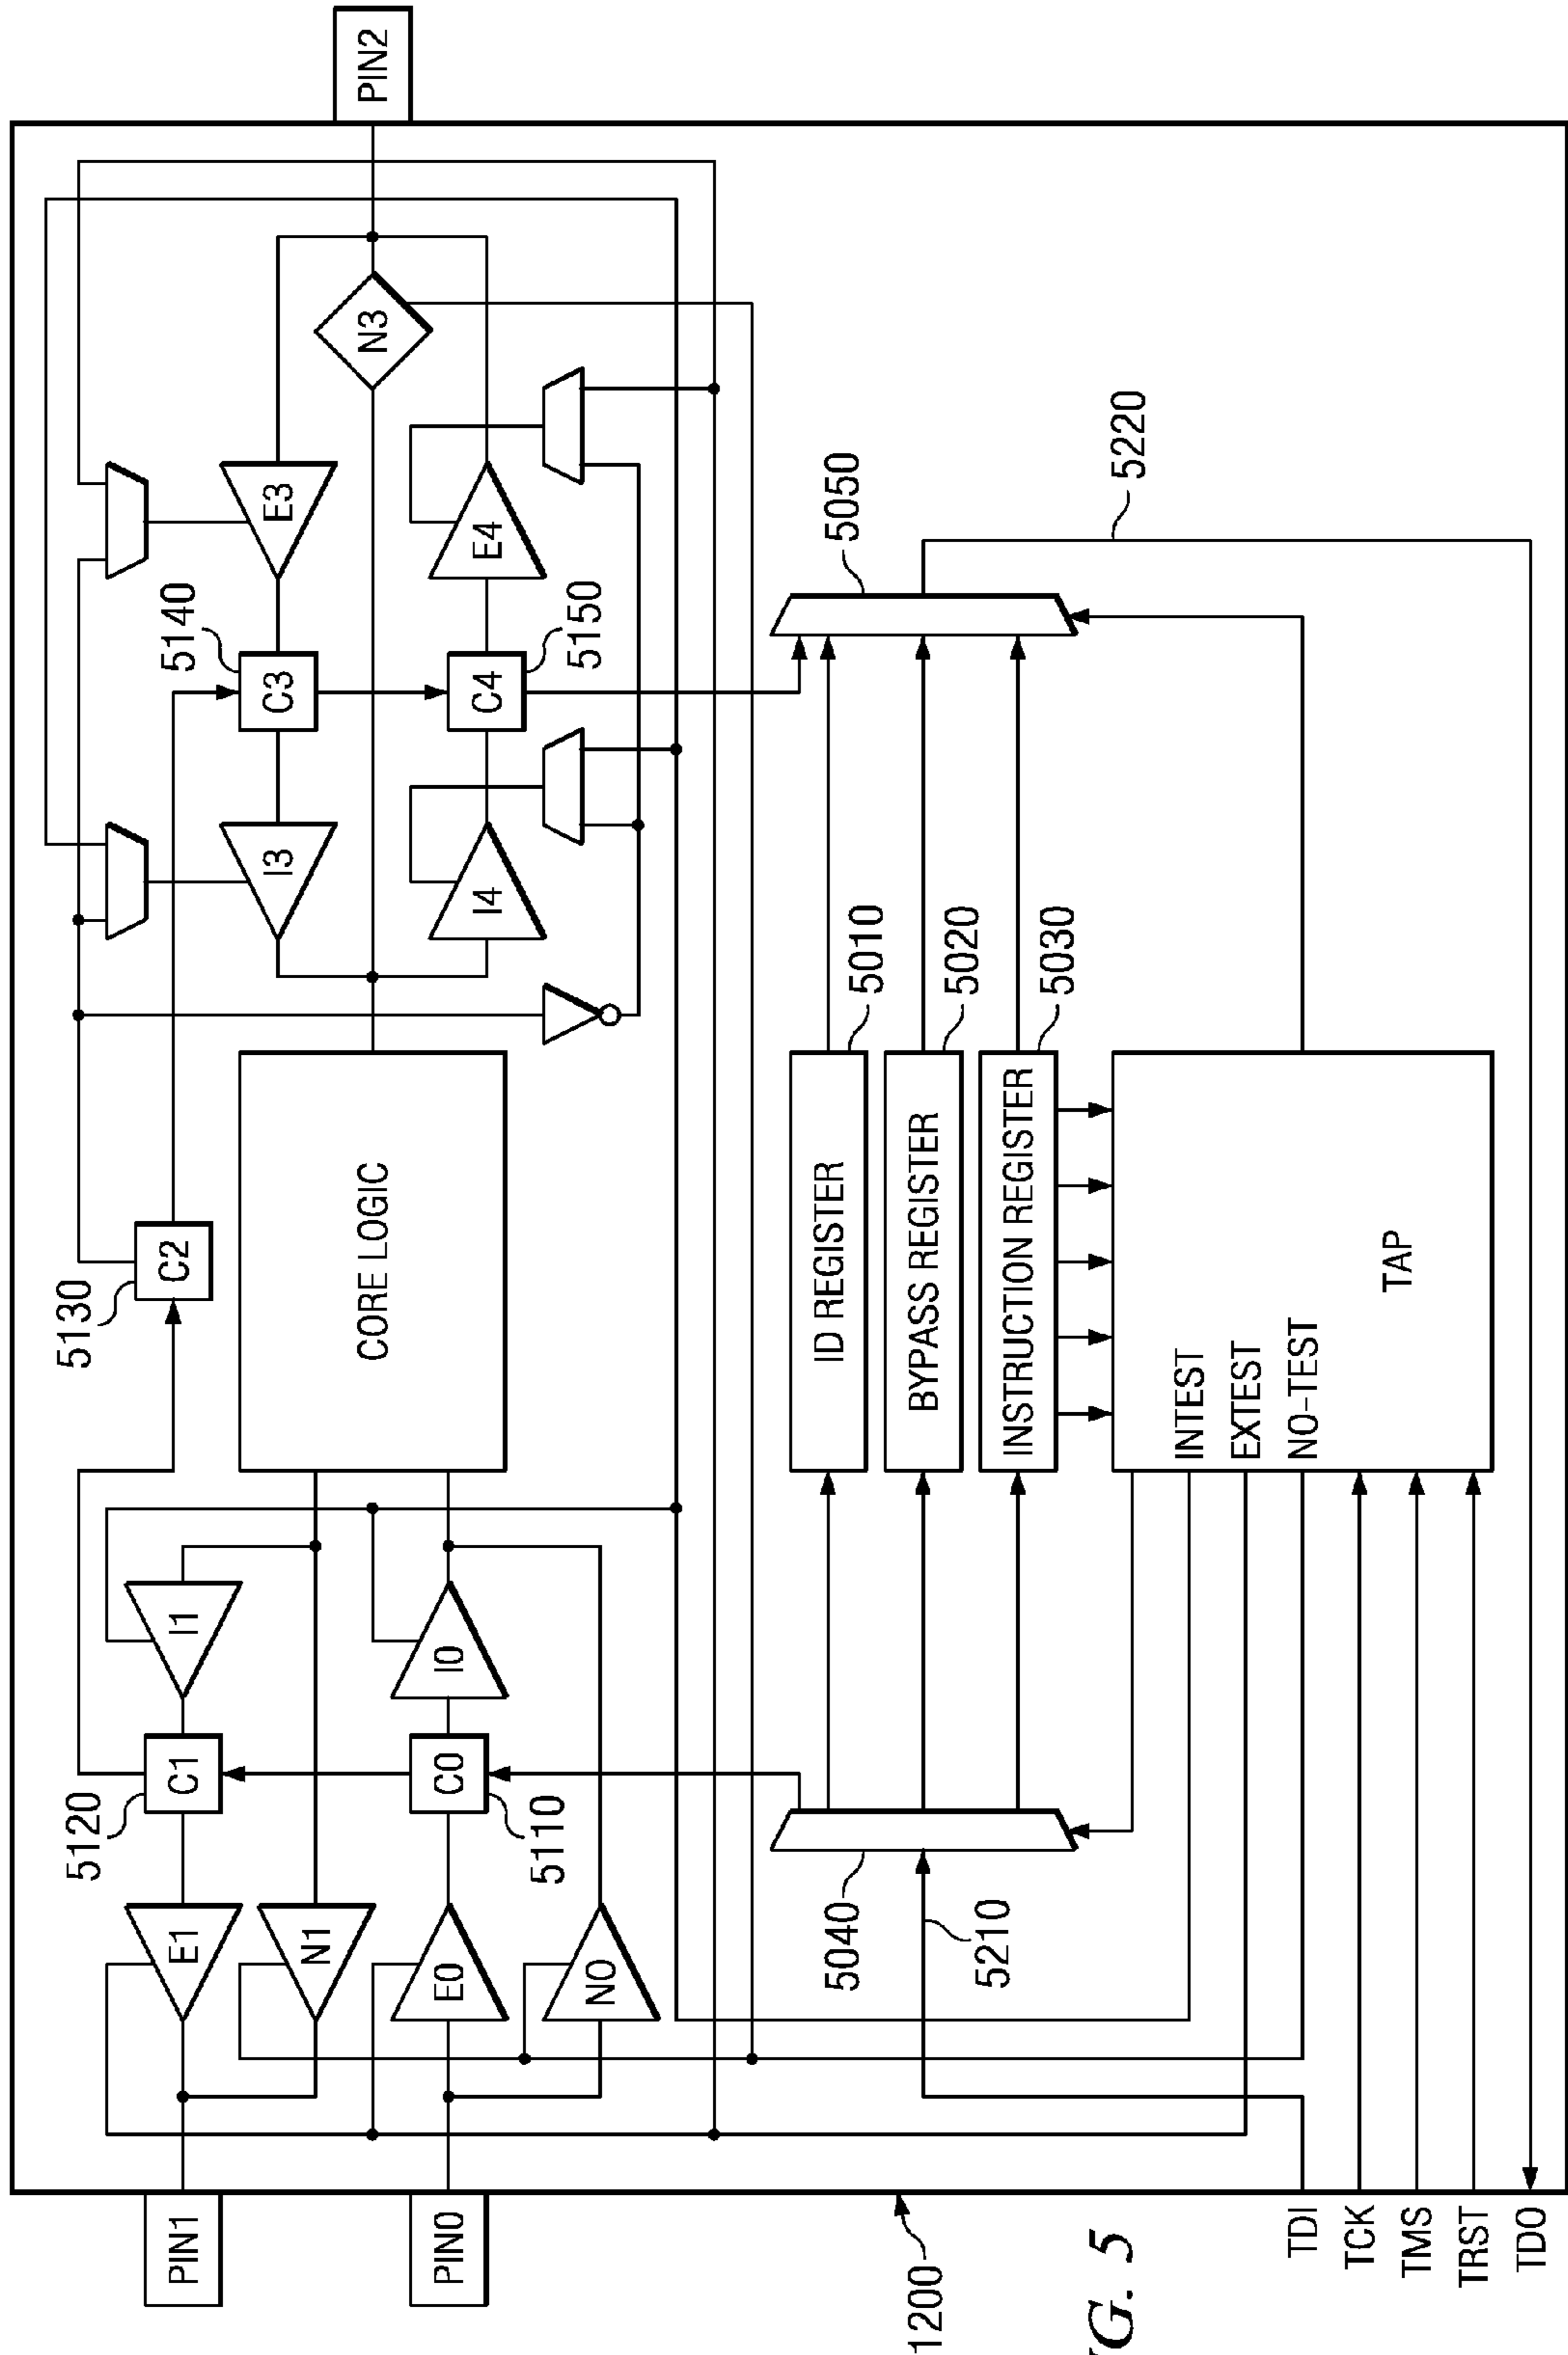 PIN1
PIN0
PIN2
5120
C1
E1
N1
I1
5110
C0
E0
N0
I0
5130
C2
CORE LOGIC
5140
C3
E3
I3
N3
5150
C4
E4
I4
5040
5210
ID REGISTER
5010
BYPASS REGISTER
5020
INSTRUCTION REGISTER
5030
5050
5220
INTEST
EXTEST
NO-TEST
TAP
TDI
TCK
TMS
TRST
TDO
1200
G. 5